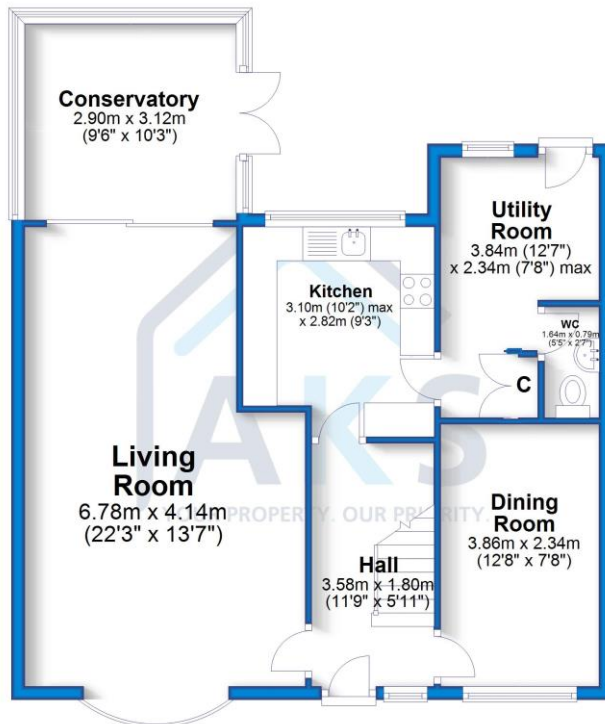 Conservatory
2.90m x 3.12m
(9'6" x 10'3")
Utility
Room
3.84m (12'7")
x 2.34m (7'8") max
Kitchen
3.10m (10'2") max
x 2.82m (9'3")
WC
1.64m x 0.79m
(5'5" x 2'7")
C
AKS
YOUR PROPERTY. OUR PRIORITY.
Living
Room
6.78m x 4.14m
(22'3" x 13'7")
Dining
Room
3.86m x 2.34m
(12'8" x 7'8")
Hall
3.58m x 1.80m
(11'9" x 5'11")